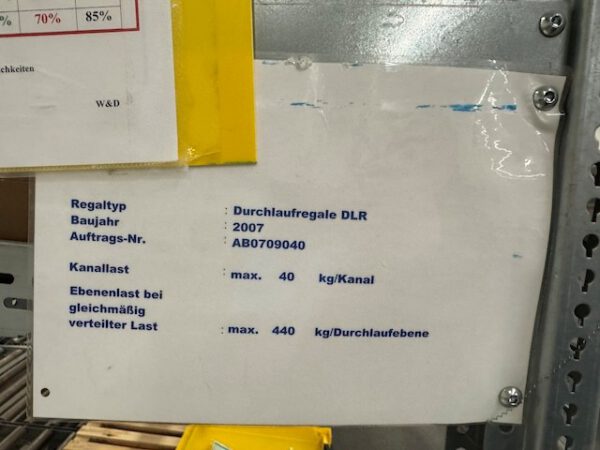 70% 85%
W&D
Regaltyp : Durchlaufregale DLR
Baujahr : 2007
Auftrags-Nr. : AB0709040
Kanallast : max. 40 kg/Kanal
Ebenenlast bei
gleichmäßig
verteilter Last : max. 440 kg/Durchlaufebene